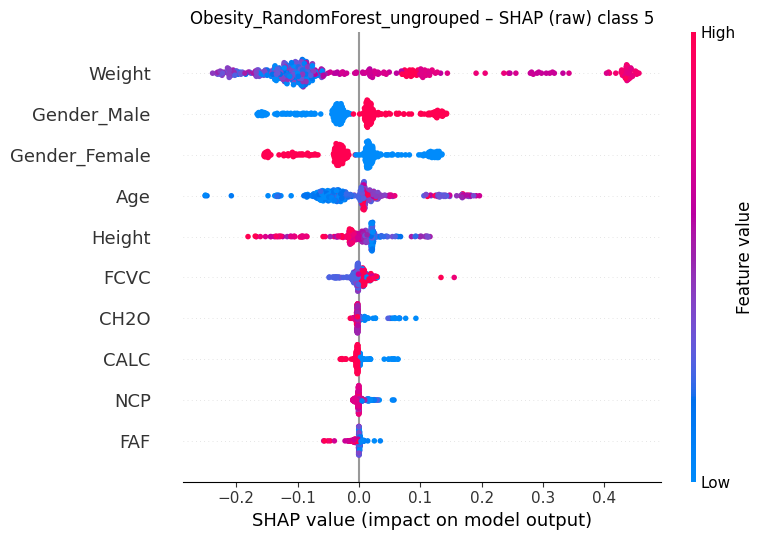 Obesity_RandomForest_ungrouped – SHAP (raw) class 5
High
Weight
Gender_Male
Gender_Female
Age
Height
FCVC
CH2O
CALC
NCP
FAF
Feature value
Low
−0.2 −0.1 0.0 0.1 0.2 0.3 0.4
SHAP value (impact on model output)